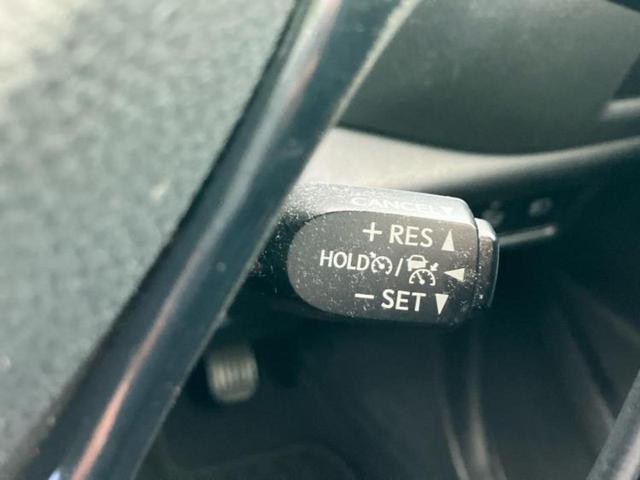 CANCEL
+ RES
HOLD /
− SET